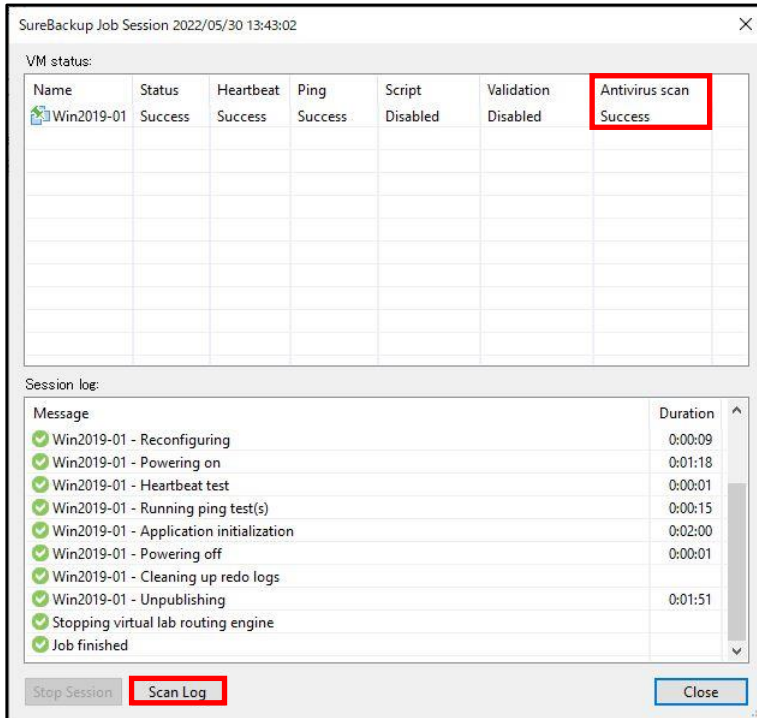 SureBackup Job Session 2022/05/30 13:43:02
VM status:
Name Status Heartbeat Ping Script Validation Antivirus scan
Win2019-01 Success Success Success Disabled Disabled Success
Session log:
Message Duration
Win2019-01 - Reconfiguring 0:00:09
Win2019-01 - Powering on 0:01:18
Win2019-01 - Heartbeat test 0:00:01
Win2019-01 - Running ping test(s) 0:00:15
Win2019-01 - Application initialization 0:02:00
Win2019-01 - Powering off 0:00:01
Win2019-01 - Cleaning up redo logs
Win2019-01 - Unpublishing 0:01:51
Stopping virtual lab routing engine
Job finished
Stop Session Scan Log Close